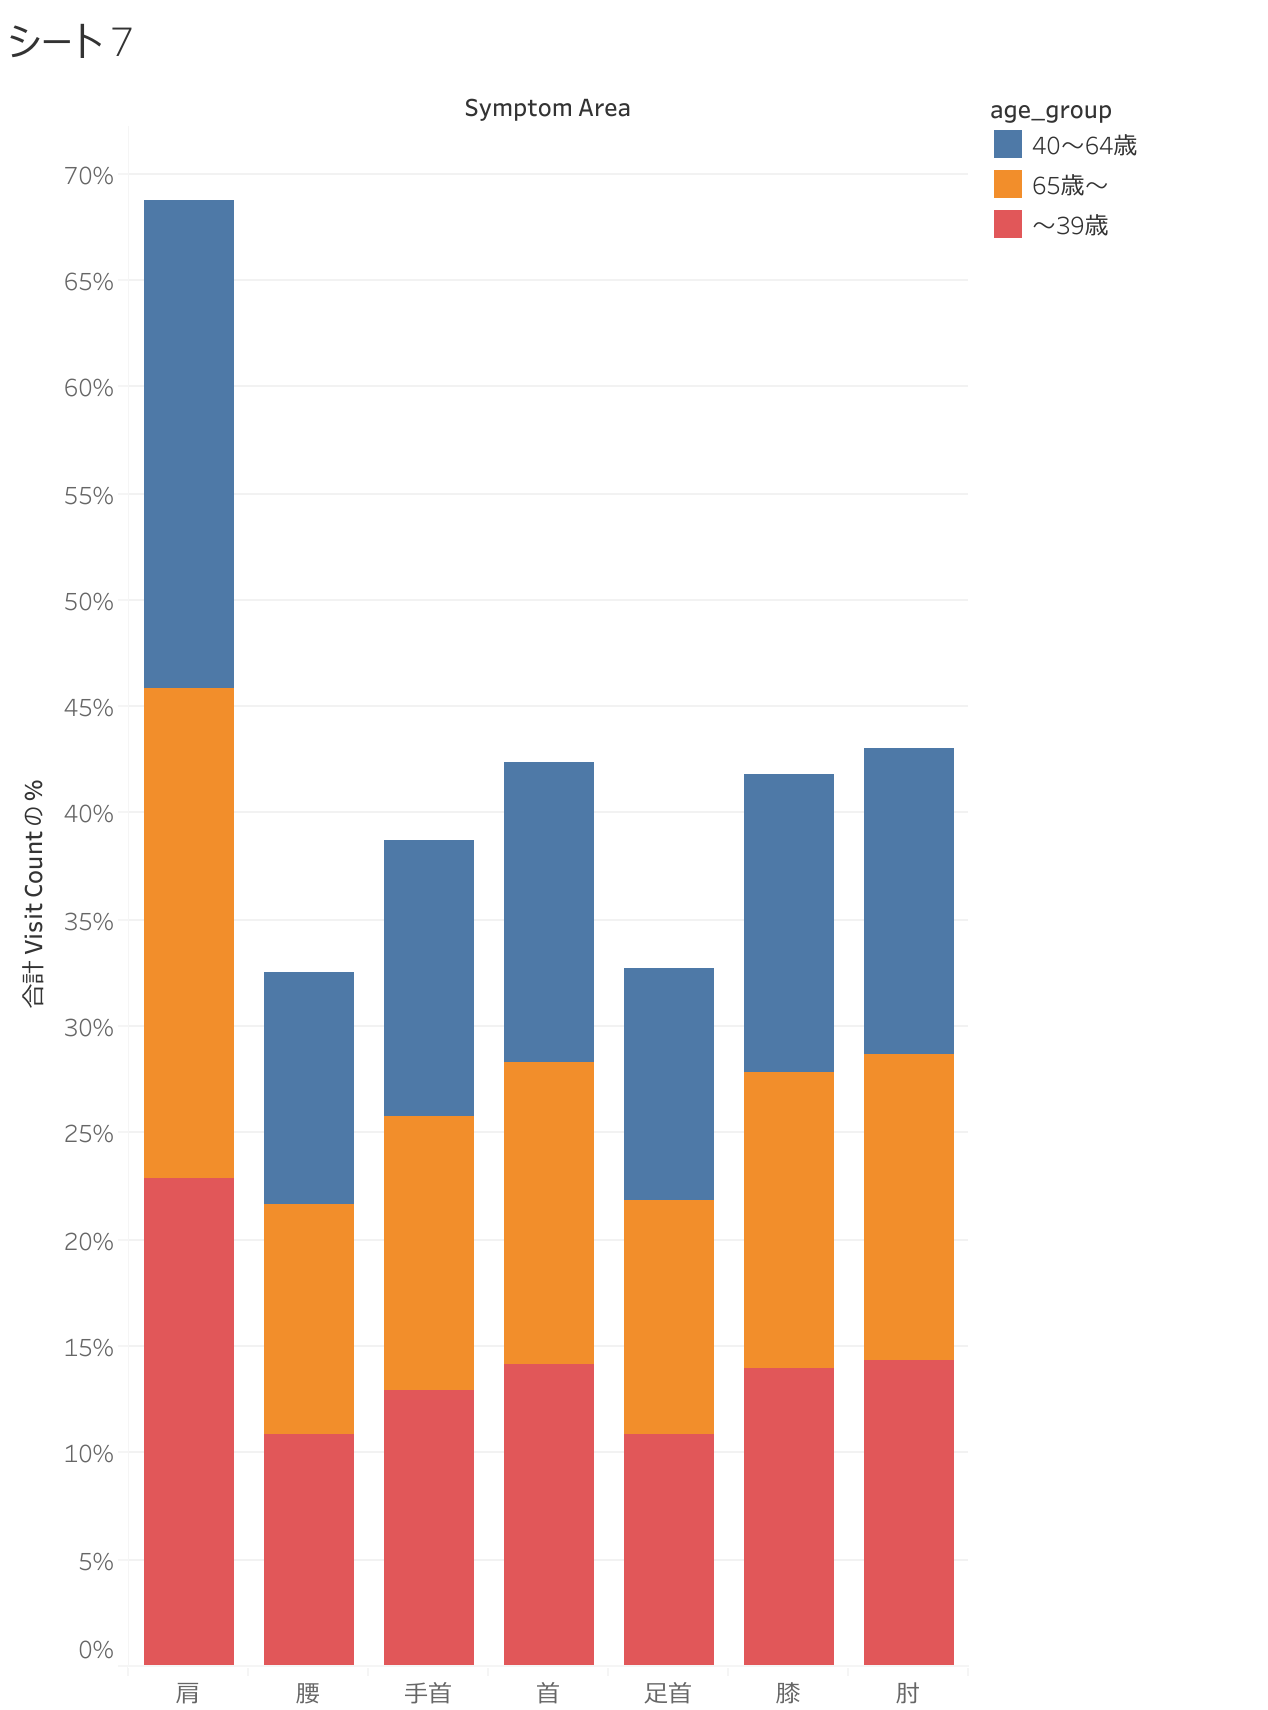 シート 7
Symptom Area
age_group
40～64歳
65歳～
～39歳
70%
65%
60%
55%
50%
45%
40%
35%
30%
25%
20%
15%
10%
5%
0%
合計 Visit Count の %
肩
腰
手首
首
足首
膝
肘